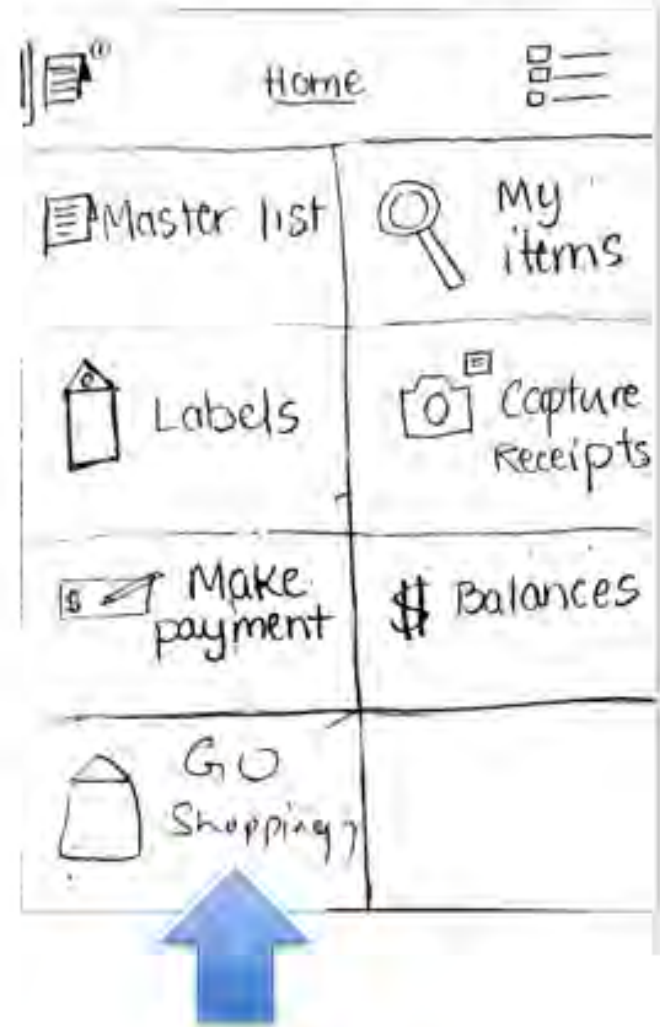 Home
Master list
My
items
Labels
Capture
Receipts
$ Make
payment
$ Balances
Go
Shopping